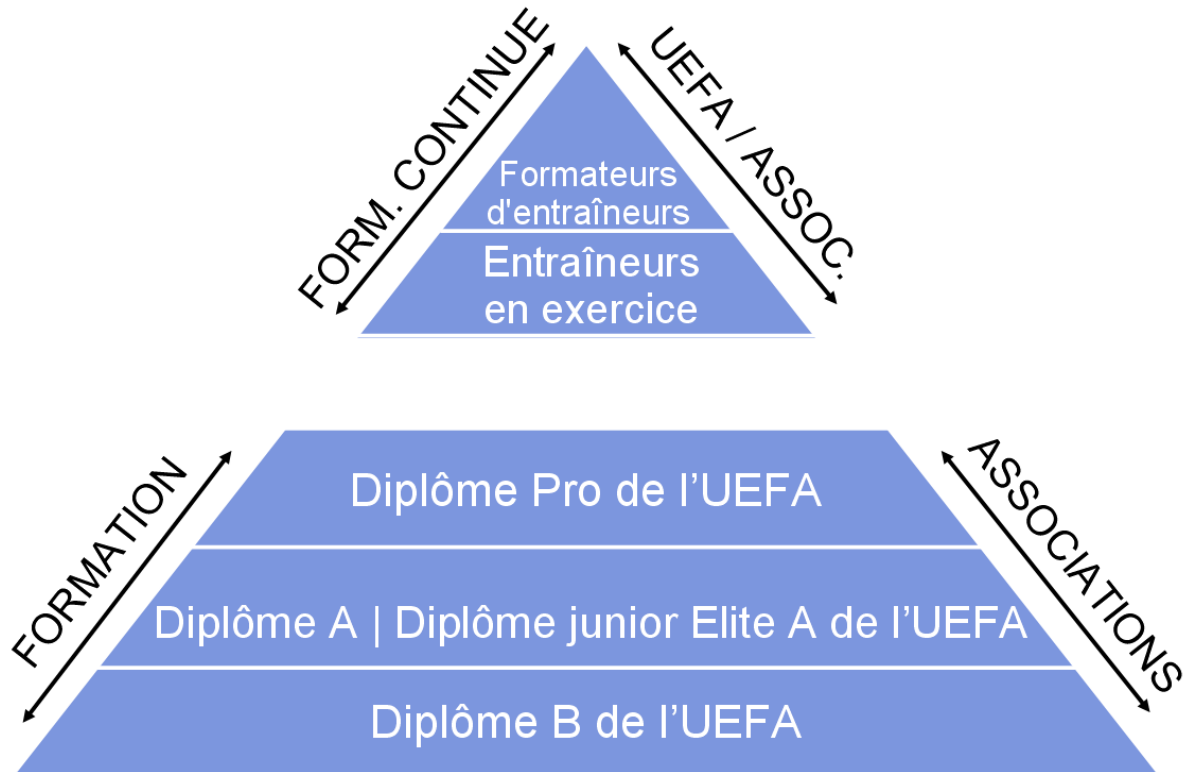 FORM. CONTINUE
UEFA / ASSOC.
Formateurs
d'entraîneurs
Entraîneurs
en exercice
FORMATION
ASSOCIATIONS
Diplôme Pro de l’UEFA
Diplôme A | Diplôme junior Elite A de l’UEFA
Diplôme B de l’UEFA